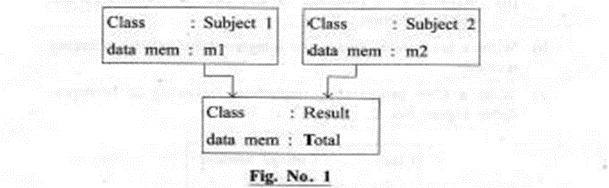 Class : Subject 1
data mem : m1
Class : Subject 2
data mem : m2
Class : Result
data mem : Total
Fig. No. 1